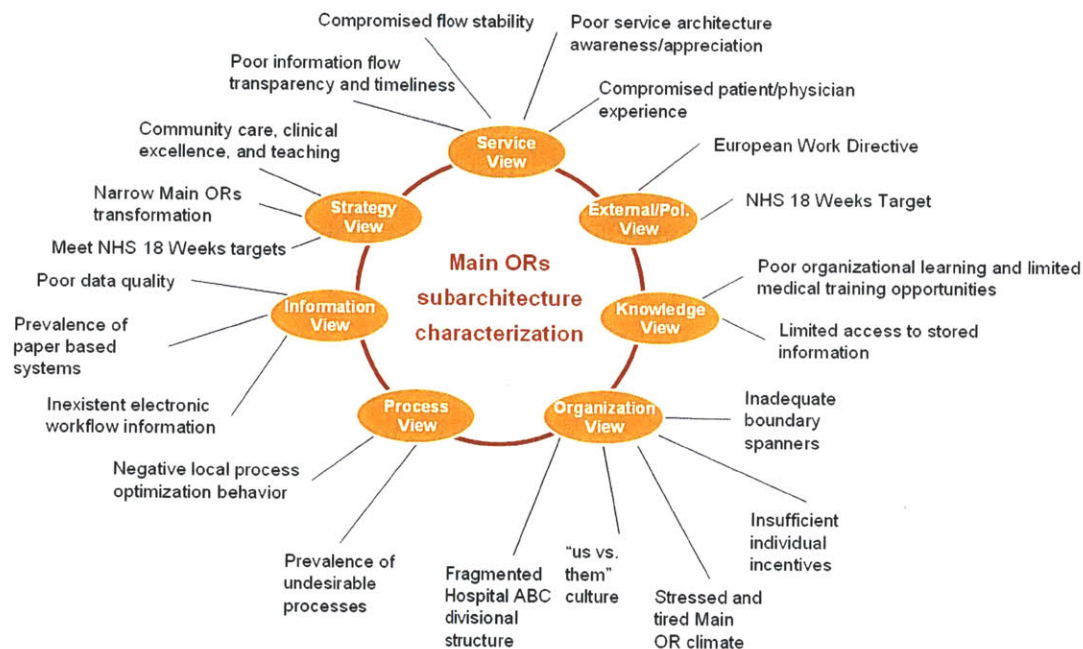 Compromised flow stability
Poor service architecture
awareness/appreciation
Poor information flow
transparency and timeliness
Compromised patient/physician
experience
Service
View
Community care, clinical
excellence, and teaching
European Work Directive
Narrow Main ORs
transformation
Strategy
View
External/Pol.
View
NHS 18 Weeks Target
Meet NHS 18 Weeks targets
Main ORs
subarchitecture
characterization
Poor data quality
Information
View
Poor organizational learning and limited
medical training opportunities
Knowledge
View
Prevalence of
paper based
systems
Limited access to stored
information
Inexistent electronic
workflow information
Process
View
Organization
View
Inadequate
boundary
spanners
Negative local process
optimization behavior
Insufficient
individual
incentives
Prevalence of
undesirable
processes
Fragmented
Hospital ABC
divisional
structure
"us vs.
them"
culture
Stressed and
tired Main
OR climate